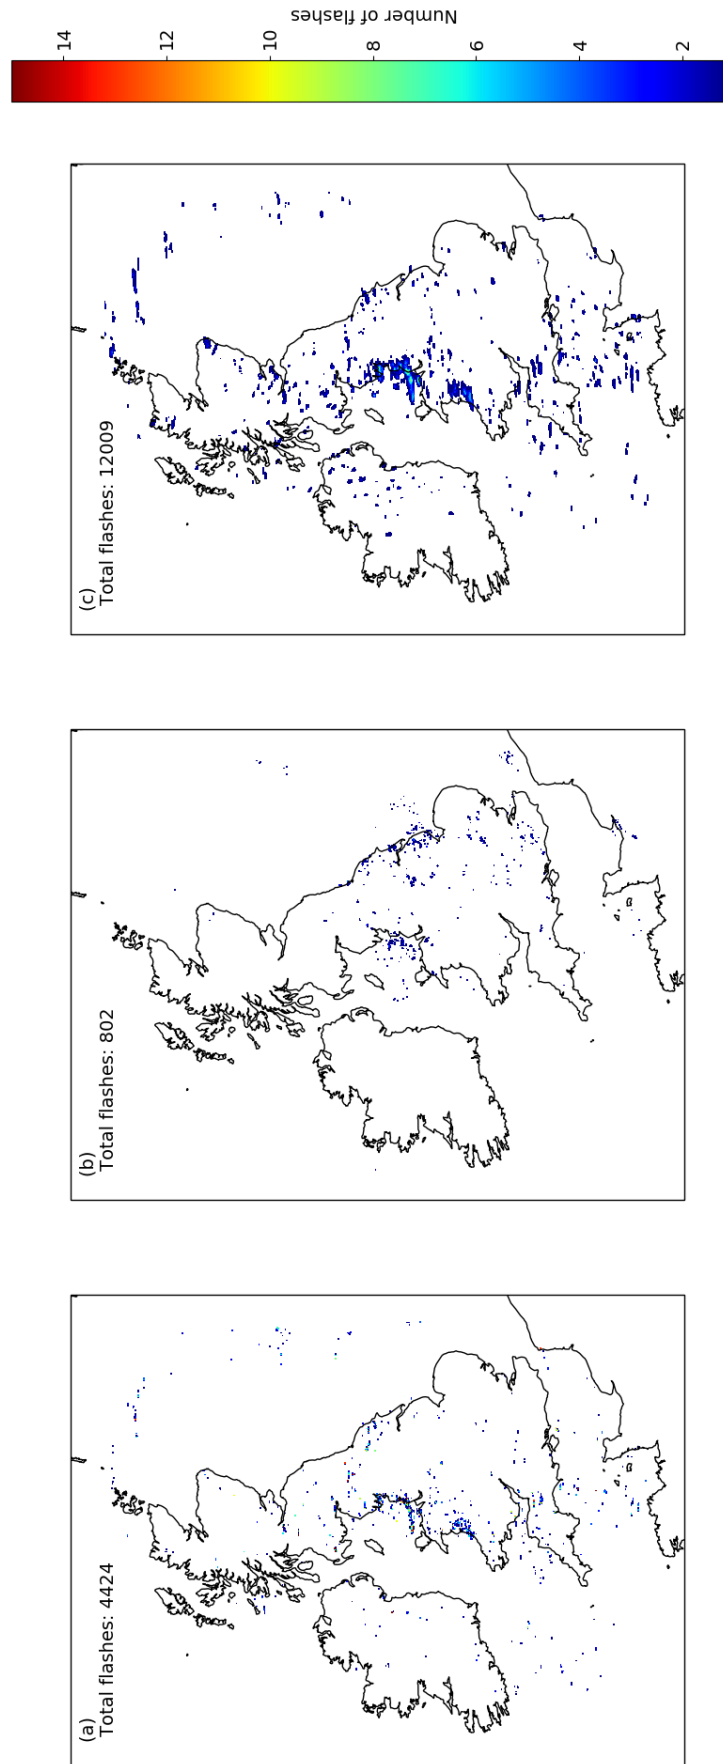 (a)
Total flashes: 4424
(b)
Total flashes: 802
(c)
Total flashes: 12009
14
12
10
8
6
4
2
Number of flashes